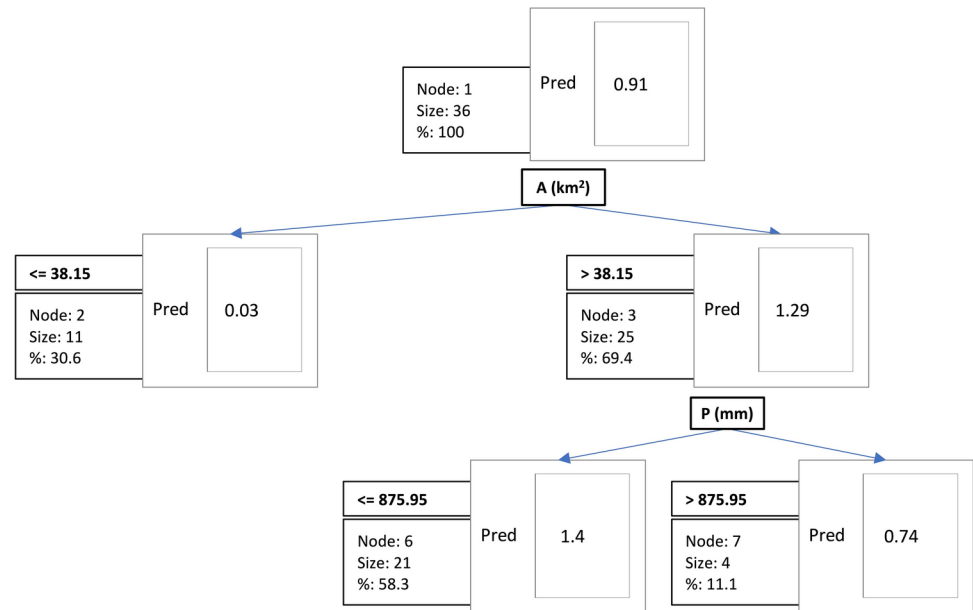 Node: 1
Size: 36
%: 100
Pred
0.91
A (km²)
<= 38.15
Node: 2
Size: 11
%: 30.6
Pred
0.03
> 38.15
Node: 3
Size: 25
%: 69.4
Pred
1.29
P (mm)
<= 875.95
Node: 6
Size: 21
% 58.3
Pred
1.4
> 875.95
Node: 7
Size: 4
% 11.1
Pred
0.74